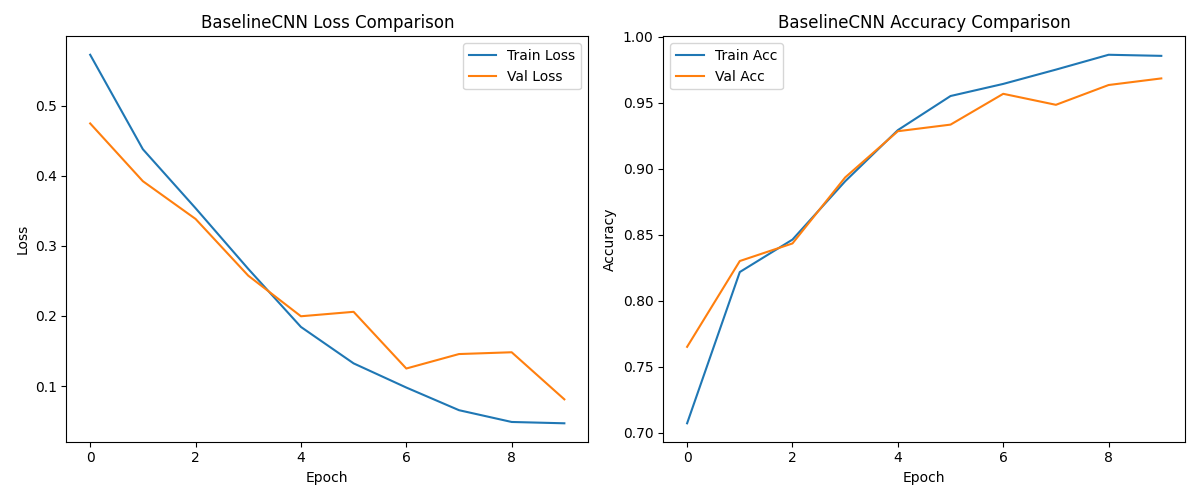 BaselineCNN Loss Comparison
Train Loss
Val Loss
0.5
0.4
0.3
0.2
0.1
Loss
0 2 4 6 8
Epoch
BaselineCNN Accuracy Comparison
Train Acc
Val Acc
1.00
0.95
0.90
0.85
0.80
0.75
0.70
Accuracy
0 2 4 6 8
Epoch